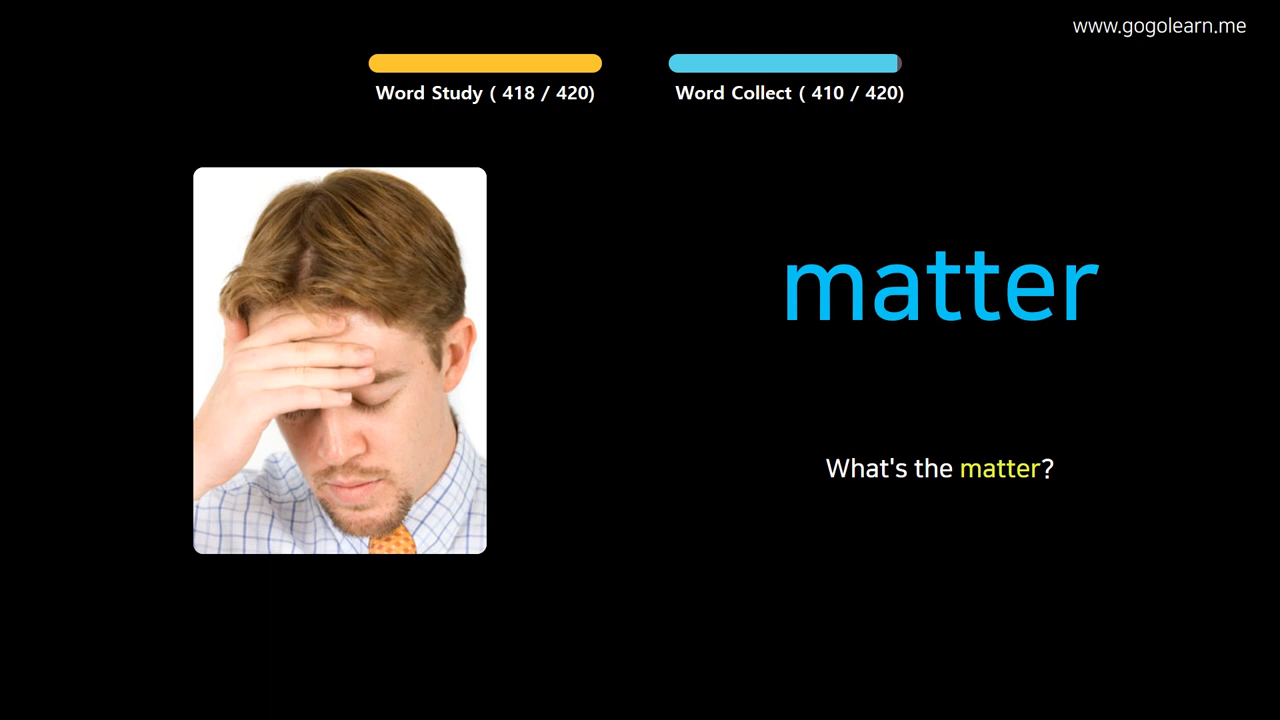 www.gogolearn.me
Word Study ( 418 / 420)
Word Collect ( 410 / 420)
matter
What's the matter?